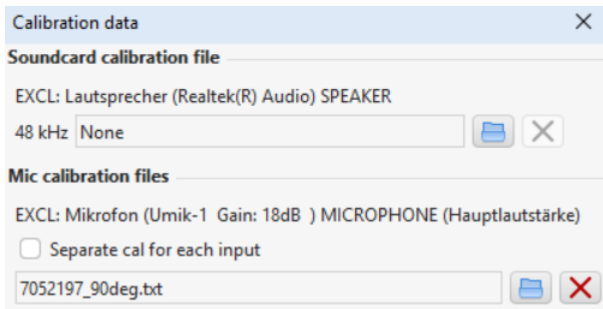 Calibration data
Soundcard calibration file
EXCL: Lautsprecher (Realtek(R) Audio) SPEAKER
48 kHz None
Mic calibration files
EXCL: Mikrofon (Umik-1  Gain: 18dB  ) MICROPHONE (Hauptlautstärke)
Separate cal for each input
7052197_90deg.txt